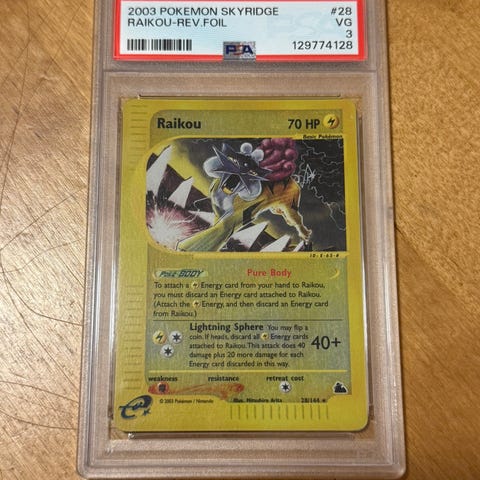 2003 POKEMON SKYRIDGE #28
RAIKOU-REV.FOIL VG
3
PSA 129774128
Raikou 70 HP
Basic Pokémon
Poké-BODY Pure Body
To attach a Energy card from your hand to Raikou,
you must discard an Energy card attached to Raikou.
(Attach the Energy, and then discard an Energy
card from Raikou.)
Lightning Sphere You may flip a
coin. If heads, discard all Energy cards
attached to Raikou. This attack does 40
damage plus 20 more damage for each
Energy card discarded in this way.
40+
weakness resistance retreat cost
© 2003 Pokémon / Nintendo Illus. Mitsuhiro Arita 28/144